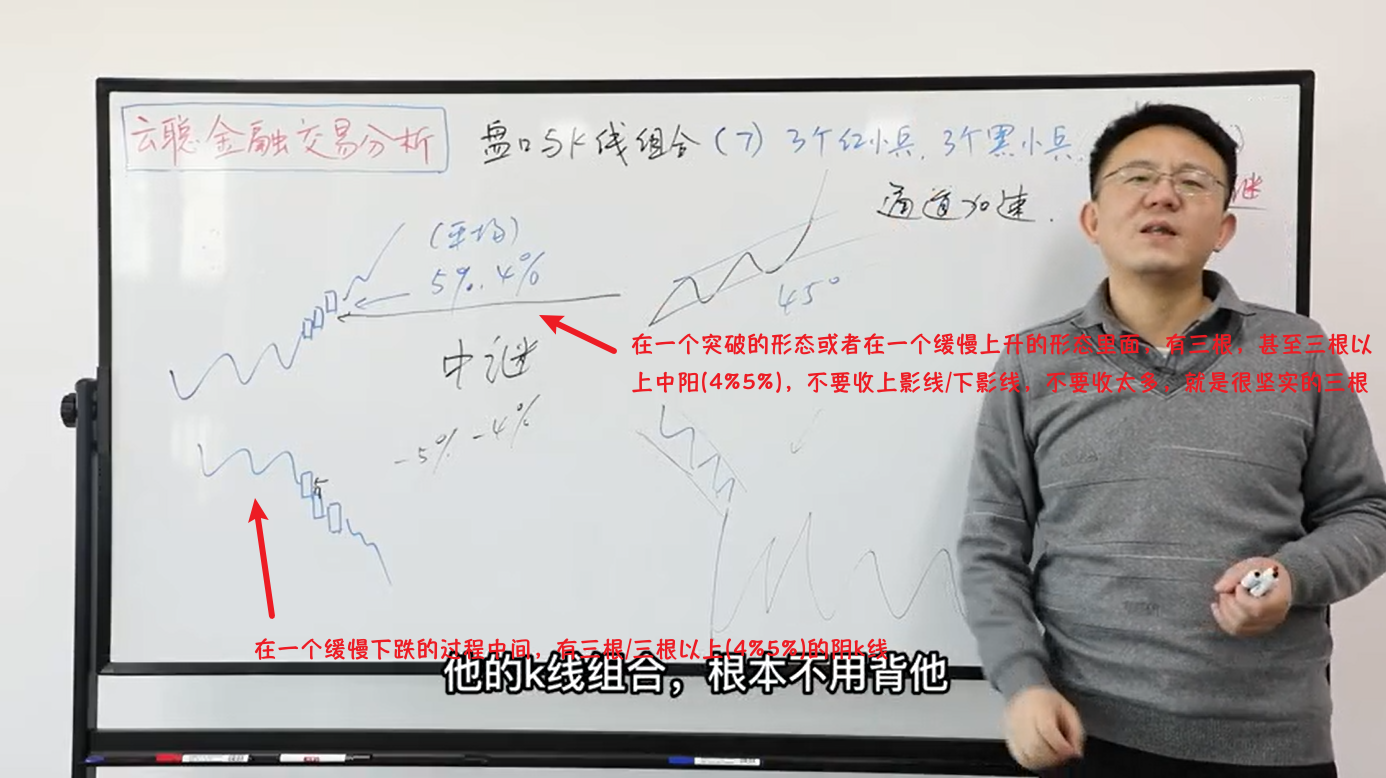 云聪金融交易分析
盘口与k线组合(7) 3个红小兵, 3个黑小兵,
继
通道加速.
5%. 4%
45°
中继
在一个突破的形态或者在一个缓慢上升的形态里面,有三根,甚至三根以
上中阳(4%5%),不要收上影线/下影线,不要收太多,就是很坚实的三根
-5% -4%
在一个缓慢下跌的过程中间,有三根/三根以上(4%5%)的阴k线
他的k线组合,根本不用背他